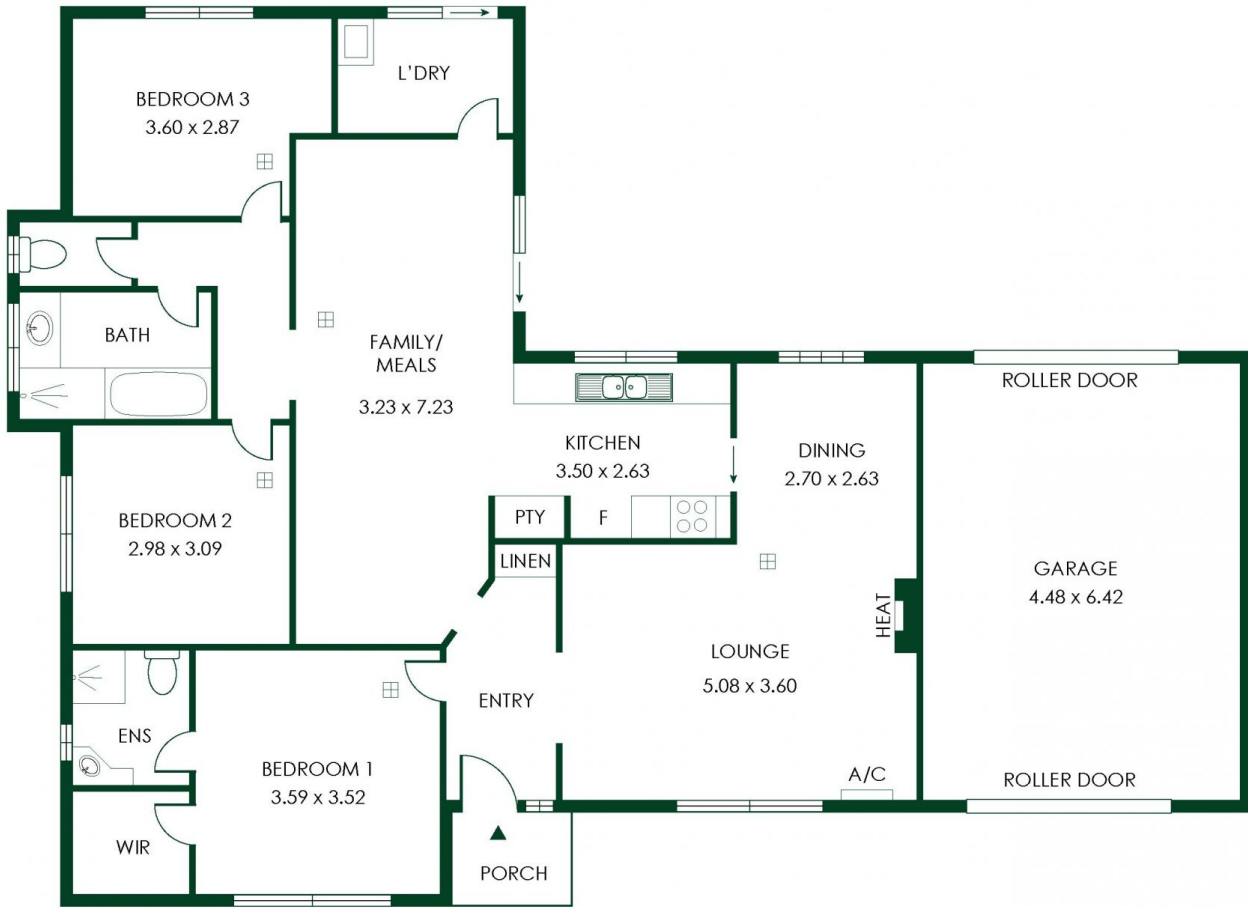 BEDROOM 3
3.60 x 2.87
L'DRY
BATH
FAMILY/
MEALS
3.23 x 7.23
ROLLER DOOR
KITCHEN
3.50 x 2.63
DINING
2.70 x 2.63
BEDROOM 2
2.98 x 3.09
PTY
F
LINEN
GARAGE
4.48 x 6.42
HEAT
LOUNGE
5.08 x 3.60
ENTRY
ENS
BEDROOM 1
3.59 x 3.52
A/C
ROLLER DOOR
WIR
PORCH